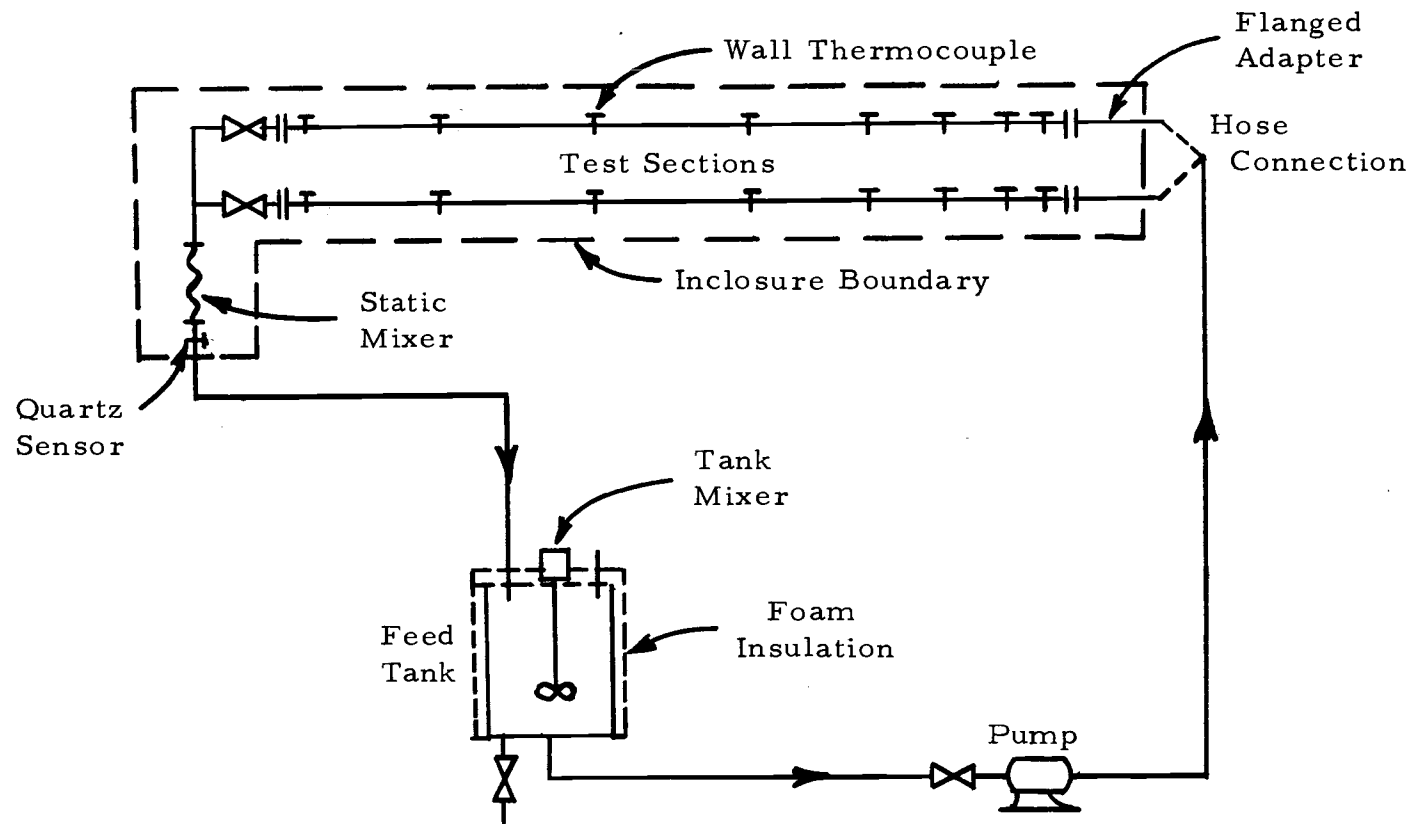 Flanged
Adapter
Wall Thermocouple
Hose
Connection
Test Sections
Inclosure Boundary
Static
Mixer
Quartz
Sensor
Tank
Mixer
Feed
Tank
Foam
Insulation
Pump